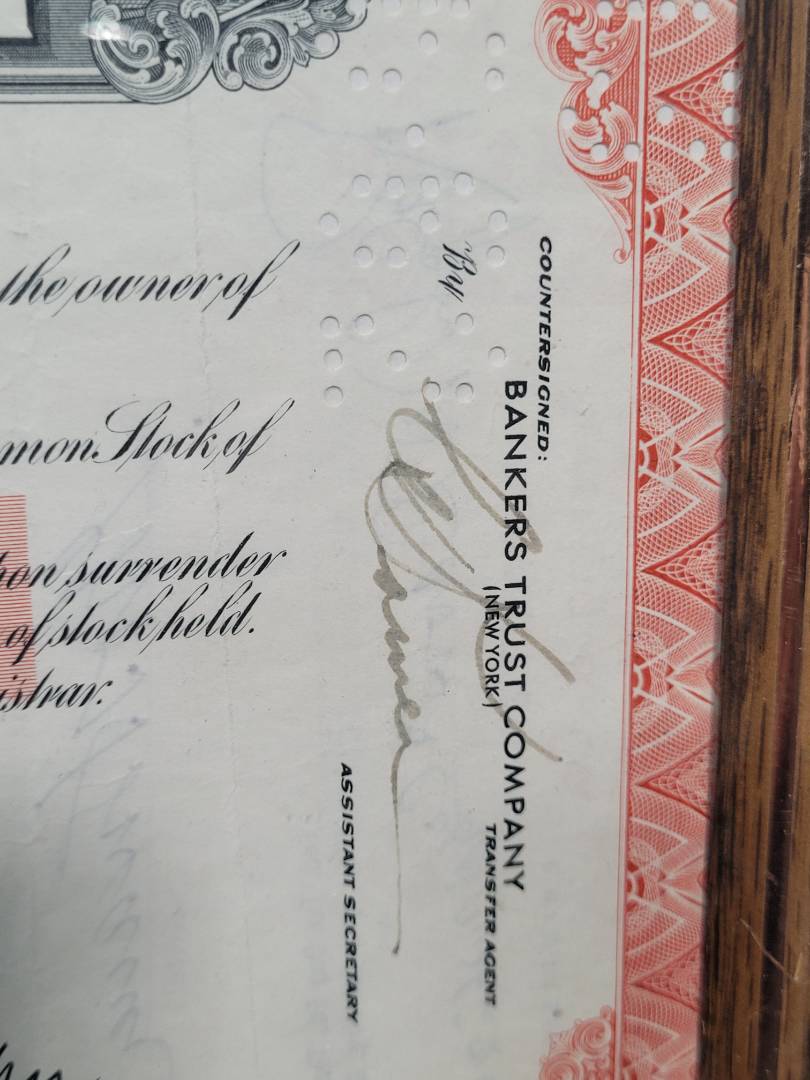 the owner of
mon Stock of
on surrender
of stock held.
istrar.
COUNTERSIGNED:
BANKERS TRUST COMPANY
(NEW YORK)
TRANSFER AGENT
By
ASSISTANT SECRETARY